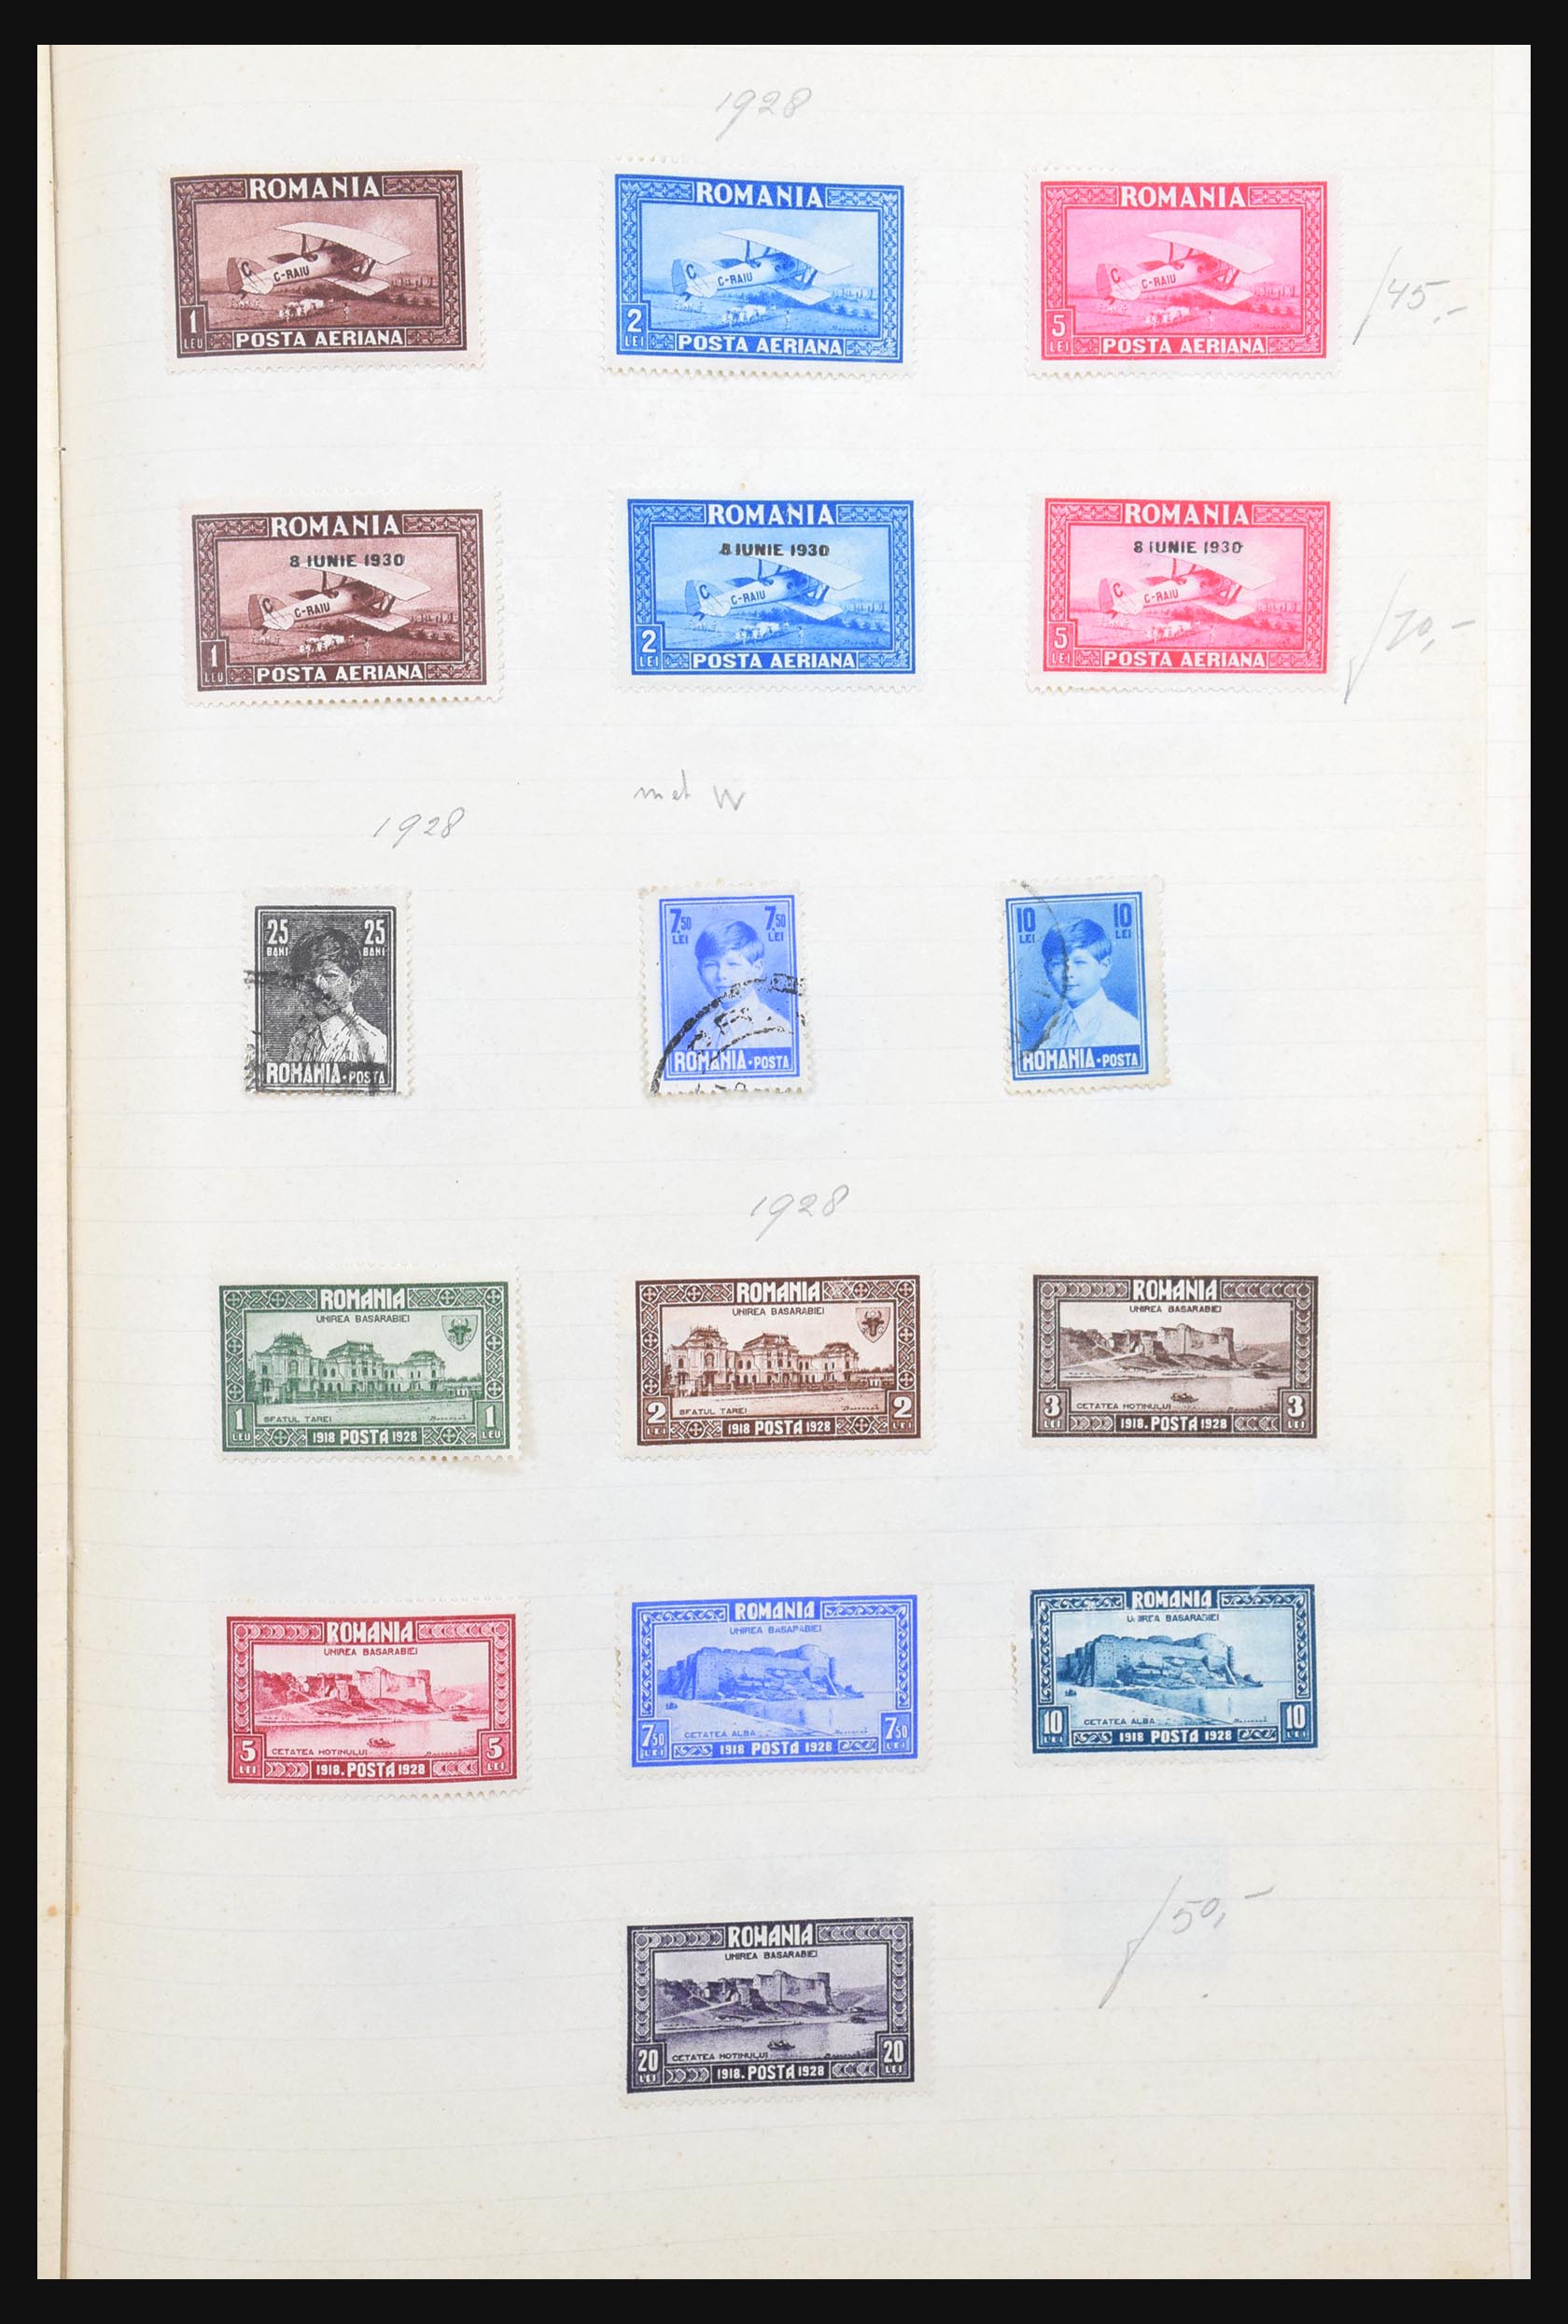 1928
ROMANIA
C
C-RAIU
1
LEU
POSTA AERIANA
ROMANIA
C
C-RAIU
2
LEI
POSTA AERIANA
ROMANIA
C
C-RAIU
5
LEI
POSTA AERIANA
45,-
ROMANIA
8 IUNIE 1930
C
C-RAIU
1
LEU
POSTA AERIANA
ROMANIA
8 IUNIE 1930
C
C-RAIU
2
LEI
POSTA AERIANA
ROMANIA
8 IUNIE 1930
C
C-RAIU
5
LEI
POSTA AERIANA
70,-
1928
met W
25 25
BANI BANI
ROMANIA·POSTA
7.50 7.50
LEI LEI
ROMANIA·POSTA
10 10
LEI LEI
ROMANIA·POSTA
1928
ROMANIA
UNIREA BASARABIEI
SFATUL TAREI
1 1
LEU 1918 POSTA 1928 LEU
ROMANIA
UNIREA BASARABIEI
SFATUL TAREI
2 2
LEI 1918 POSTA 1928 LEI
ROMANIA
UNIREA BASARABIEI
CETATEA HOTINULUI
3 3
LEI 1918. POSTA 1928 LEI
ROMANIA
UNIREA BASARABIEI
CETATEA HOTINULUI
5 5
LEI 1918. POSTA 1928 LEI
ROMANIA
UNIREA BASARABIEI
CETATEA ALBA
7.50 7.50
LEI 1918 POSTA 1928 LEI
ROMANIA
UNIREA BASARABIEI
CETATEA ALBA
10 10
LEI 1918 POSTA 1928 LEI
50,-
ROMANIA
UNIREA BASARABIEI
CETATEA HOTINULUI
20 20
LEI 1918. POSTA 1928 LEI